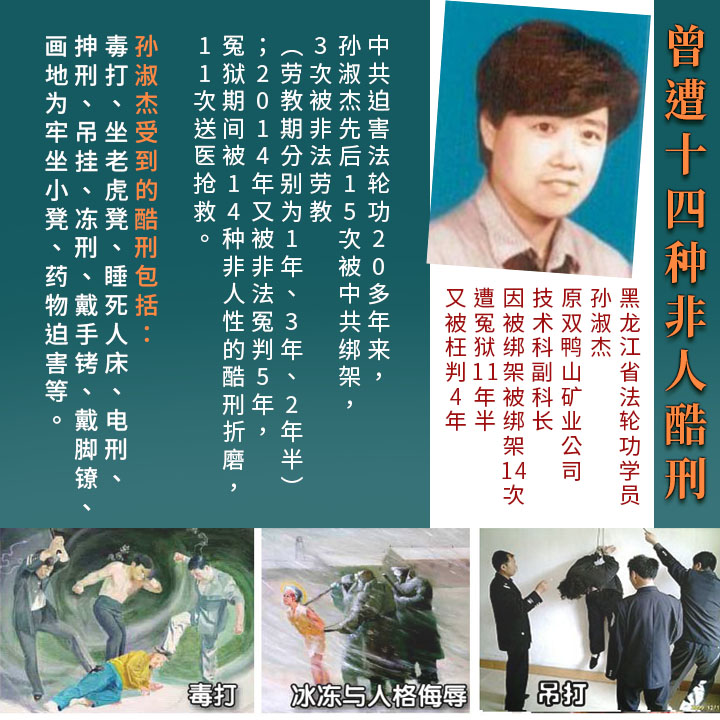 曾遭十四种非人酷刑
黑龙江省法轮功学员
孙淑杰
原双鸭山矿业公司
技术科副科长
因被绑架被绑架14次
遭冤狱11年半
又被枉判4年
中共迫害法轮功20多年来，
孙淑杰先后15次被中共绑架，
3次被非法劳教
（劳教期分别为1年、3年、2年半）
；2014年又被非法冤判5年，
冤狱期间被14种非人性的酷刑折磨，
11次送医抢救。
孙淑杰受到的酷刑包括：
毒打、坐老虎凳、睡死人床、电刑、
抻刑、吊挂、冻刑、戴手铐、戴脚镣、
画地为牢坐小凳、药物迫害等。
毒打
冰冻与人格侮辱
吊打